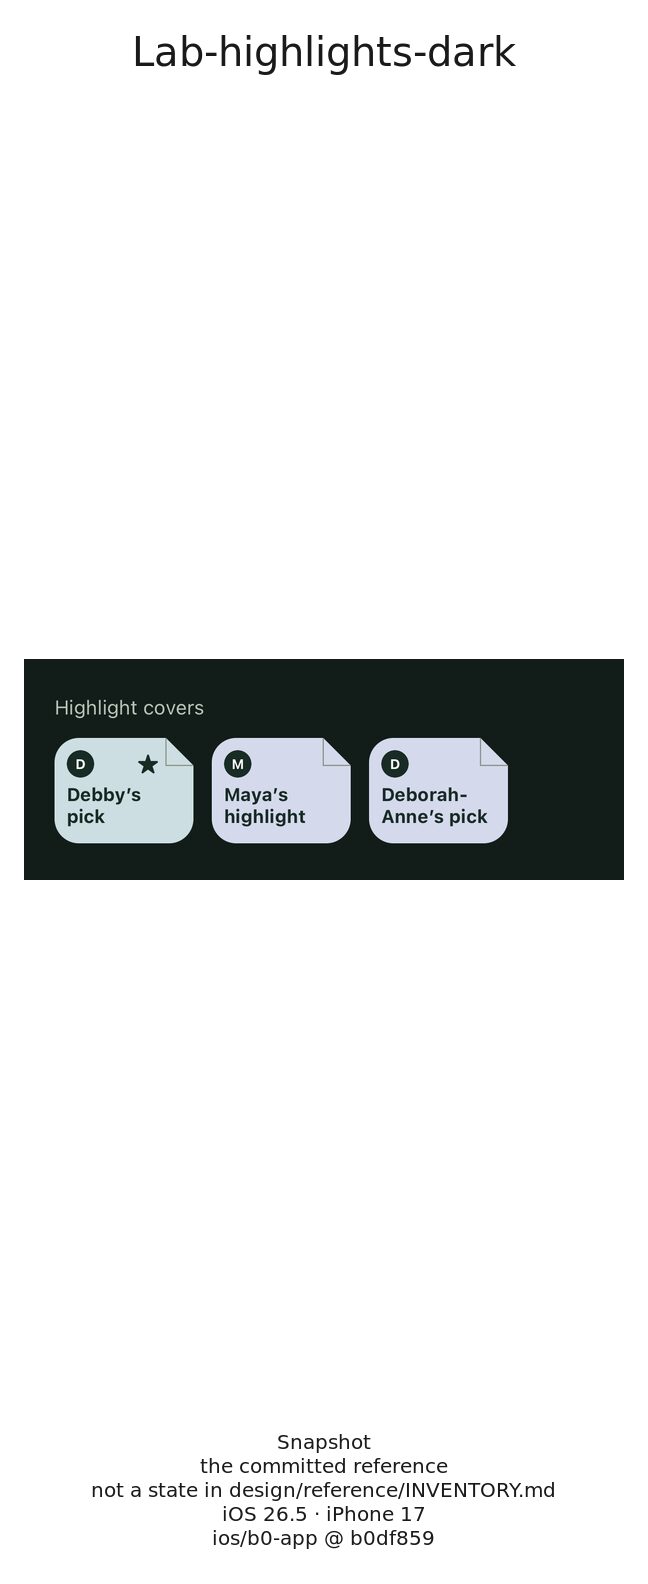 Lab-highlights-dark
Highlight covers
D
Debby’s
pick
M
Maya’s
highlight
D
Deborah-
Anne’s pick
Snapshot
the committed reference
not a state in design/reference/INVENTORY.md
iOS 26.5 · iPhone 17
ios/b0-app @ b0df859